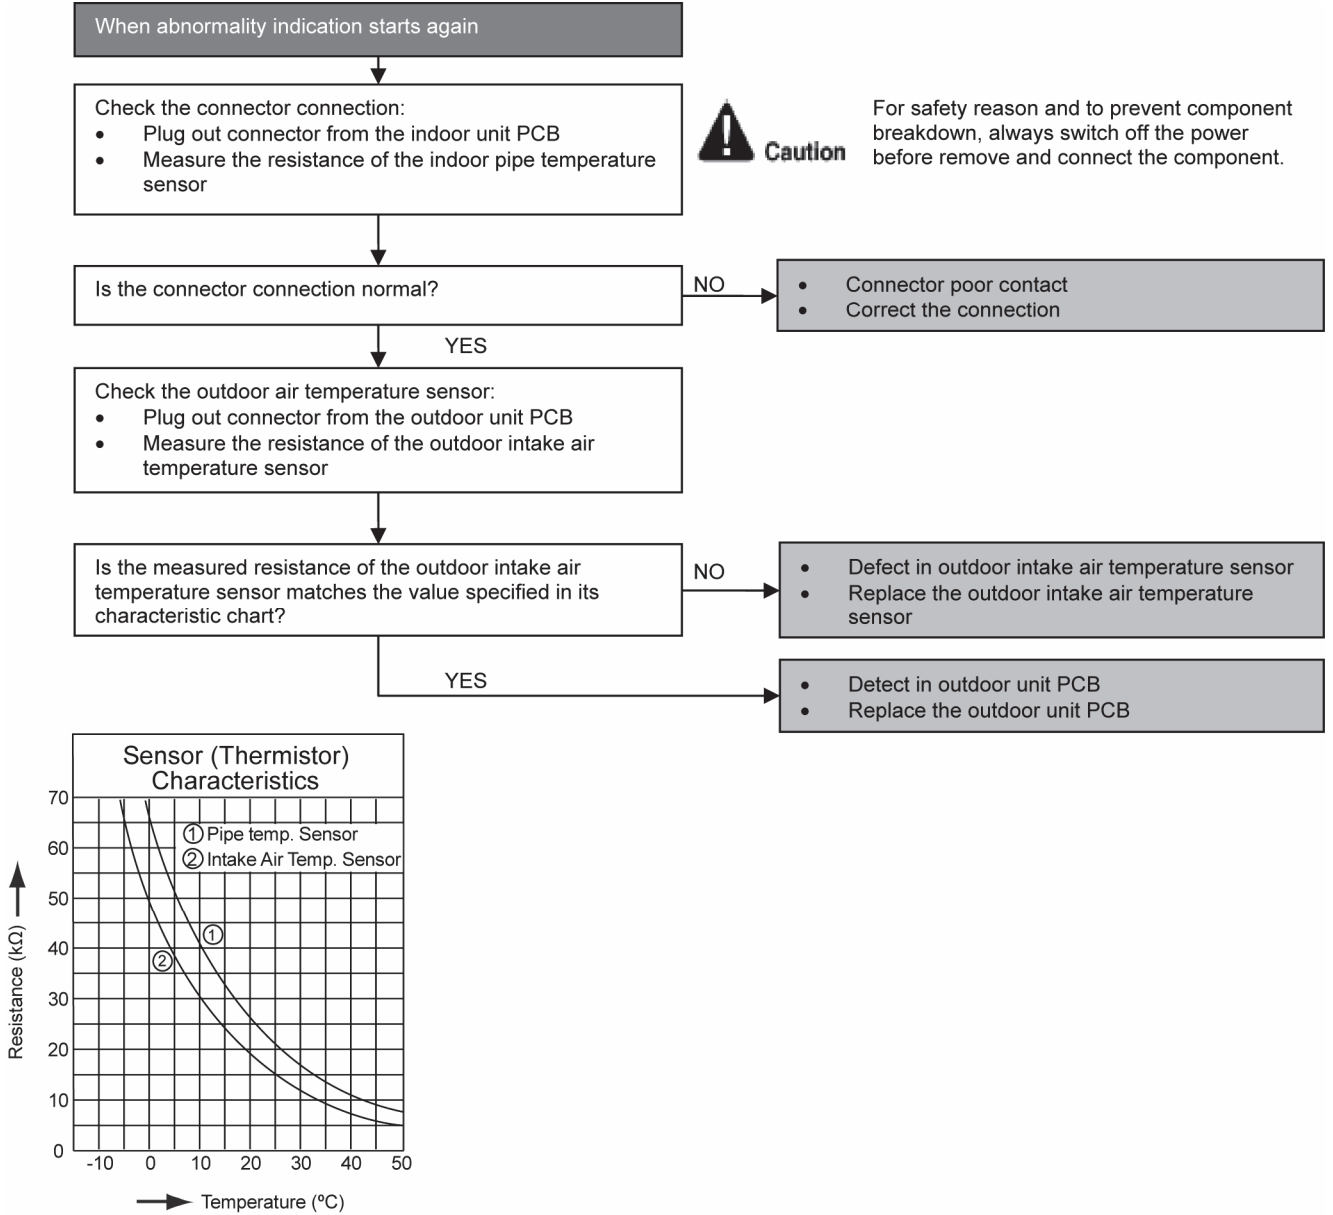 When abnormality indication starts again
Check the connector connection:
• Plug out connector from the indoor unit PCB
• Measure the resistance of the indoor pipe temperature
sensor
Caution
For safety reason and to prevent component
breakdown, always switch off the power
before remove and connect the component.
Is the connector connection normal?
NO
• Connector poor contact
• Correct the connection
YES
Check the outdoor air temperature sensor:
• Plug out connector from the outdoor unit PCB
• Measure the resistance of the outdoor intake air
temperature sensor
Is the measured resistance of the outdoor intake air
temperature sensor matches the value specified in its
characteristic chart?
NO
• Defect in outdoor intake air temperature sensor
• Replace the outdoor intake air temperature
sensor
YES
• Detect in outdoor unit PCB
• Replace the outdoor unit PCB
Sensor (Thermistor)
Characteristics
① Pipe temp. Sensor
② Intake Air Temp. Sensor
①
②
70
60
50
40
30
20
10
0
Resistance (kΩ)
-10 0 10 20 30 40 50
Temperature (ºC)